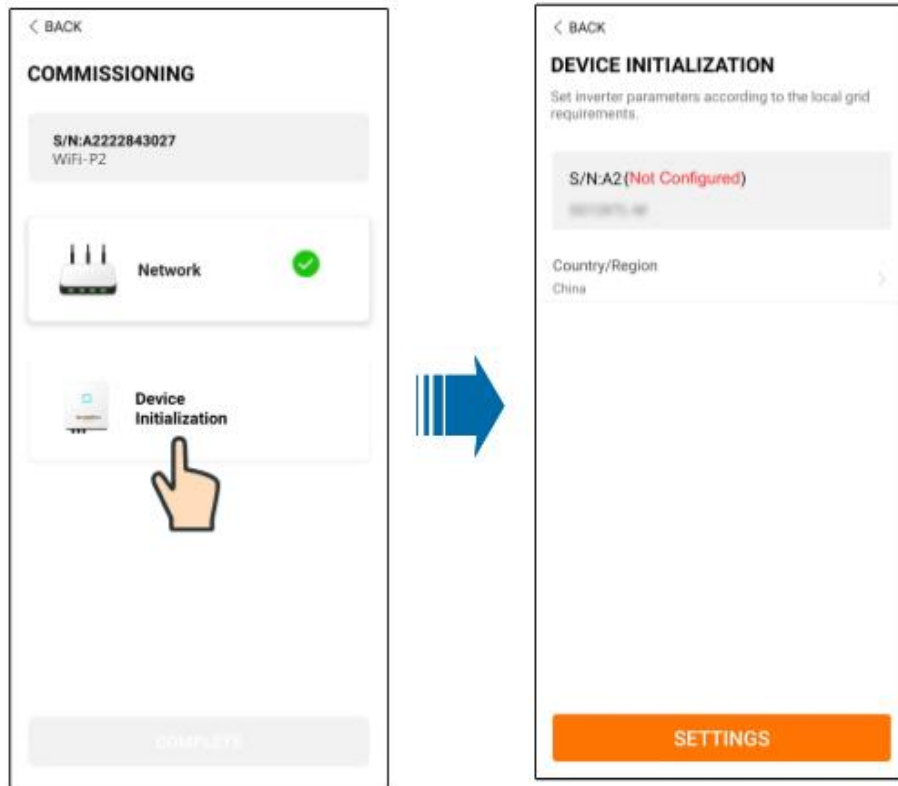 < BACK
COMMISSIONING
S/N:A2222843027
WiFi-P2
Network
Device
Initialization
COMPLETE
< BACK
DEVICE INITIALIZATION
Set inverter parameters according to the local grid
requirements.
S/N:A2 (Not Configured)
Country/Region
China
SETTINGS